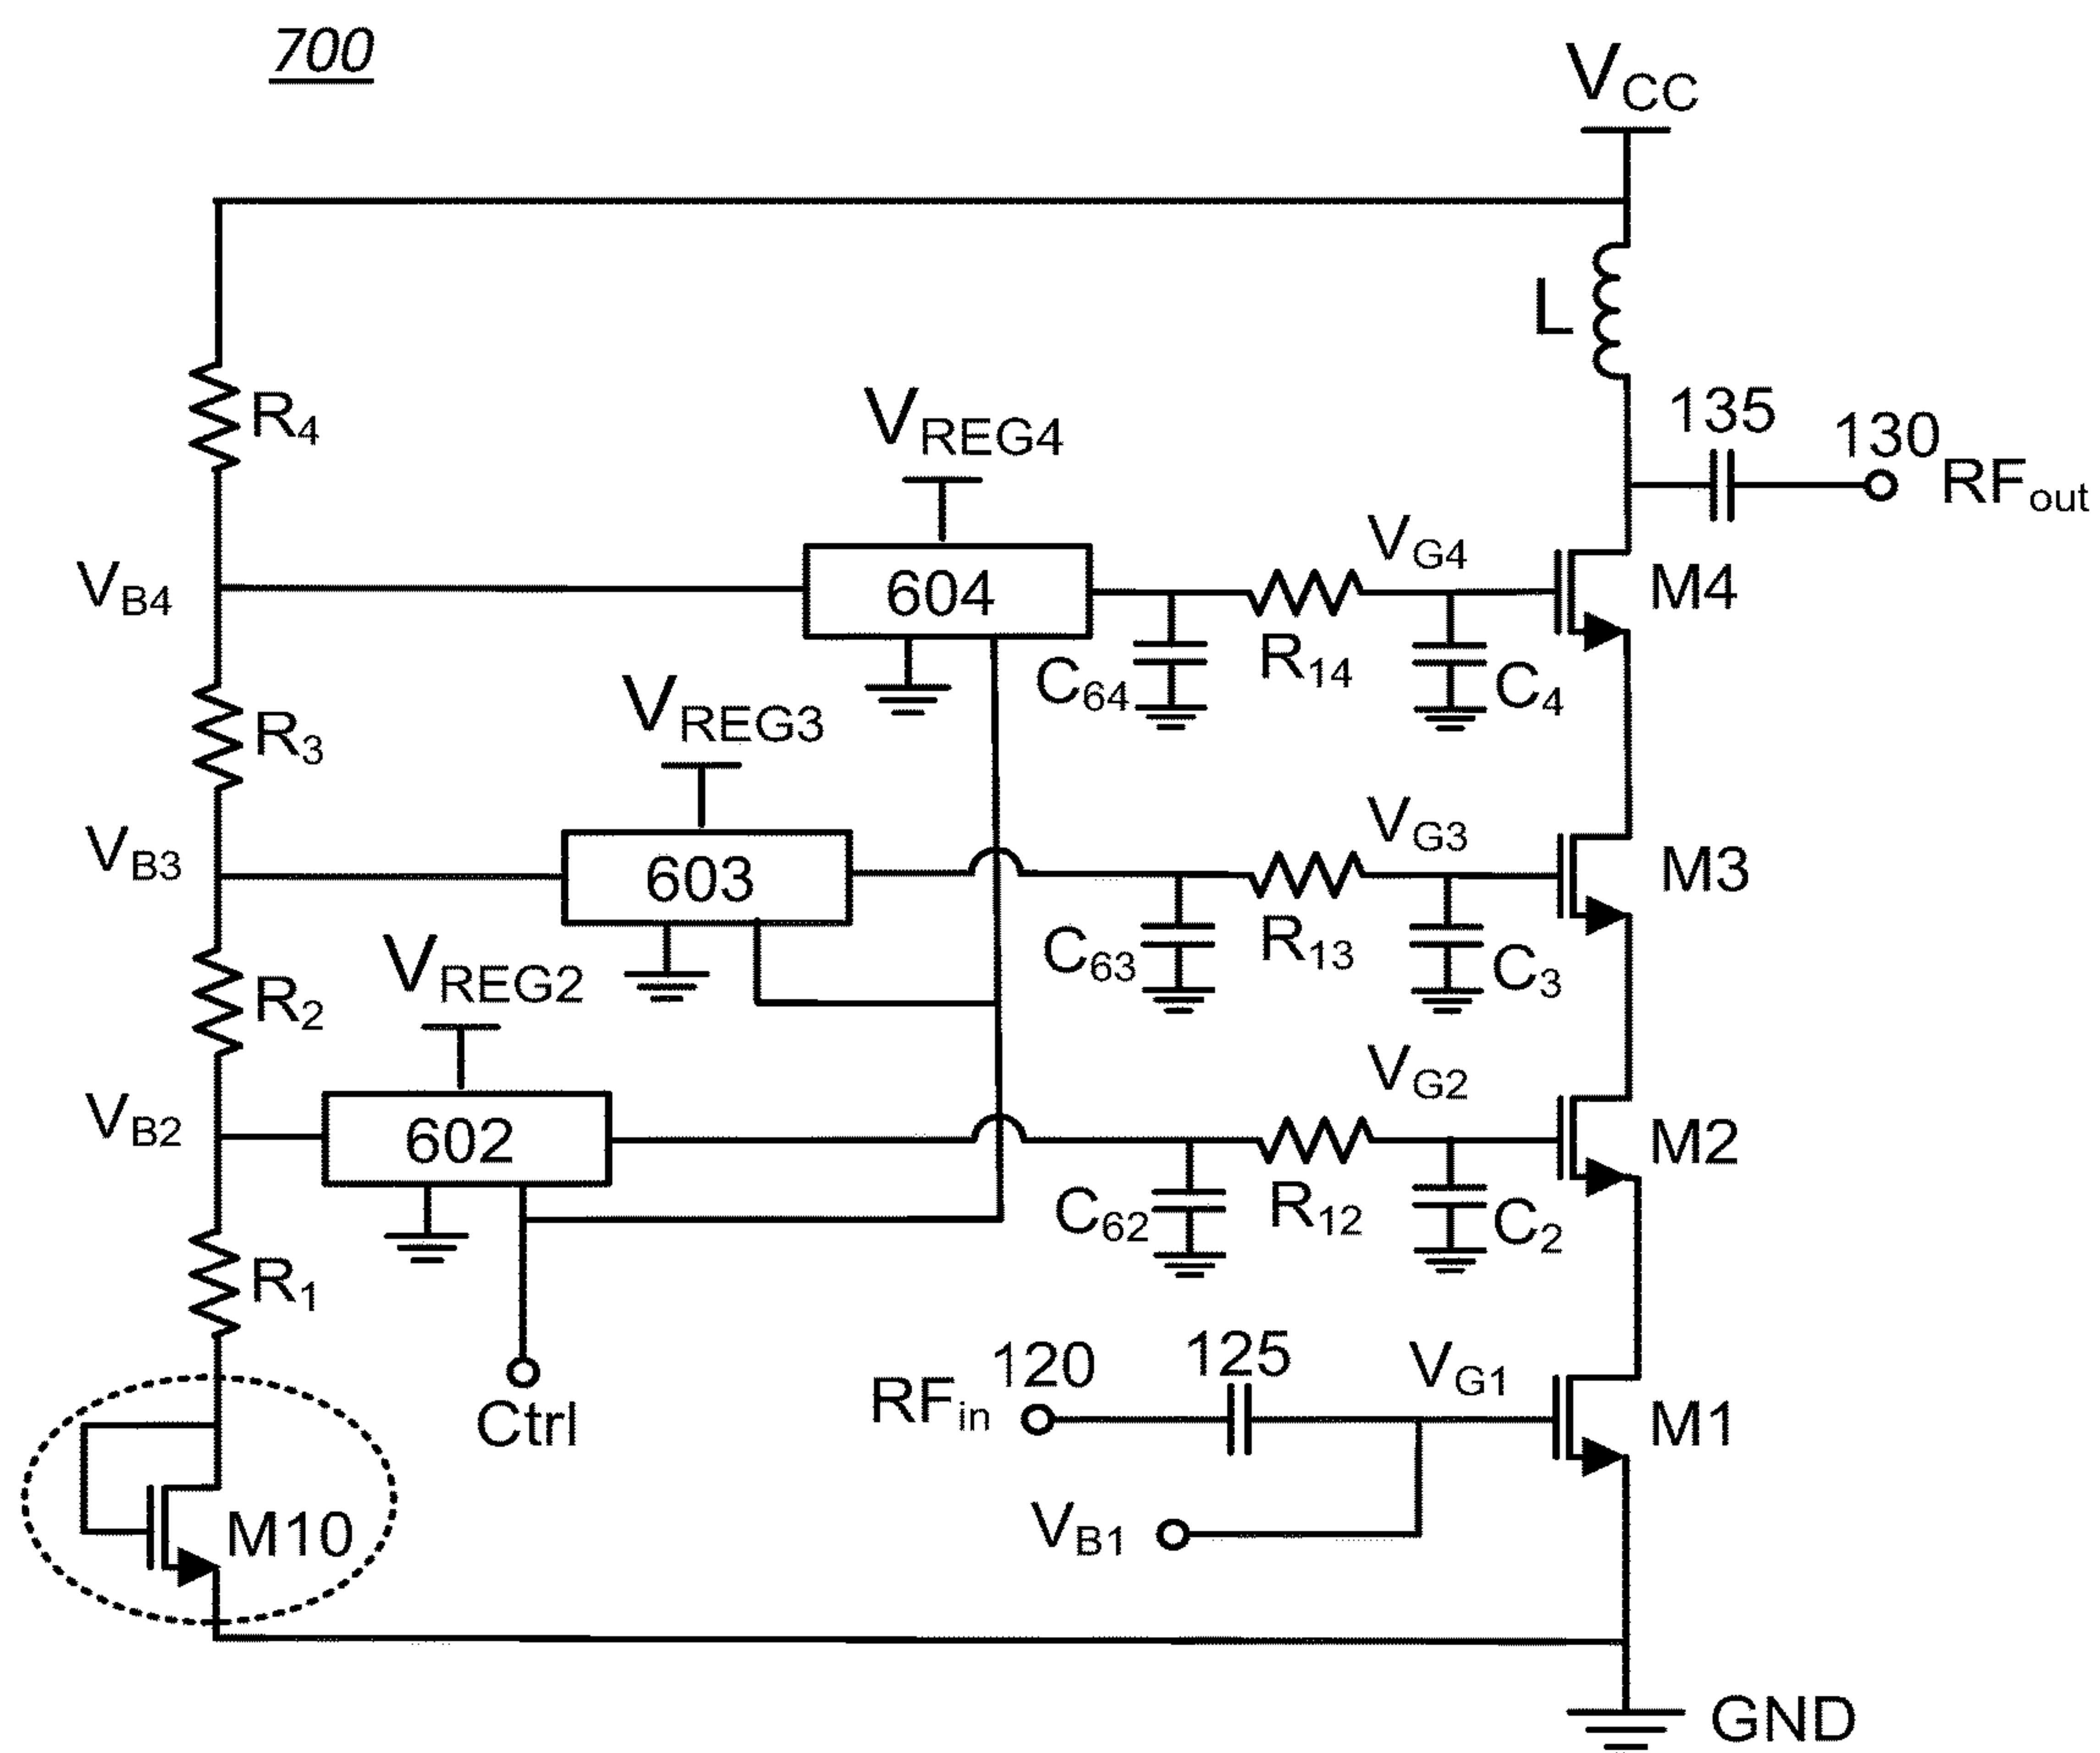 700
VCC
L
R4
VREG4
135
130
RFout
VG4
VB4
604
M4
C64
R14
C4
VREG3
R3
VG3
VB3
603
M3
C63
R13
C3
VREG2
R2
VG2
VB2
602
M2
C62
R12
C2
R1
120
125
VG1
RFin
Ctrl
M1
M10
VB1
GND